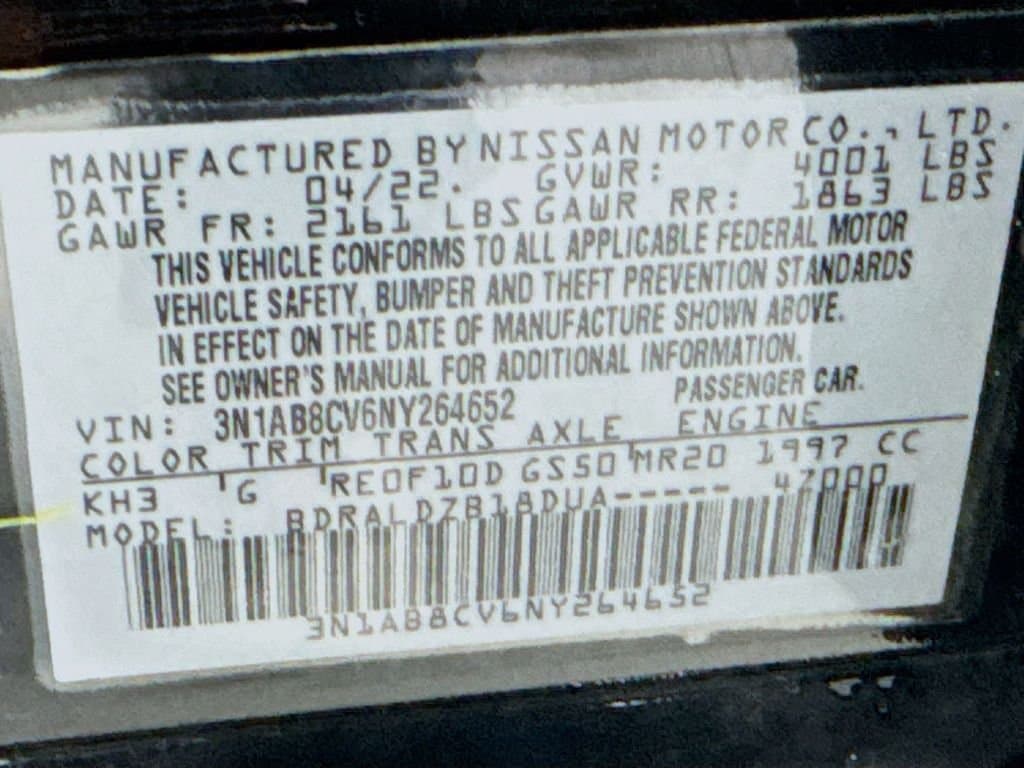 MANUFACTURED BY NISSAN MOTOR CO., LTD.
DATE: 04/22. GVWR: 4001 LBS
GAWR FR: 2161 LBS GAWR RR: 1863 LBS
THIS VEHICLE CONFORMS TO ALL APPLICABLE FEDERAL MOTOR
VEHICLE SAFETY, BUMPER AND THEFT PREVENTION STANDARDS
IN EFFECT ON THE DATE OF MANUFACTURE SHOWN ABOVE.
SEE OWNER'S MANUAL FOR ADDITIONAL INFORMATION.
VIN: 3N1AB8CV6NY264652 PASSENGER CAR.
COLOR TRIM TRANS AXLE ENGINE
KH3 G RE0F10D GS50 MR20 1997 CC
MODEL: BDRALDZB18DUA----- 47000
3N1AB8CV6NY264652